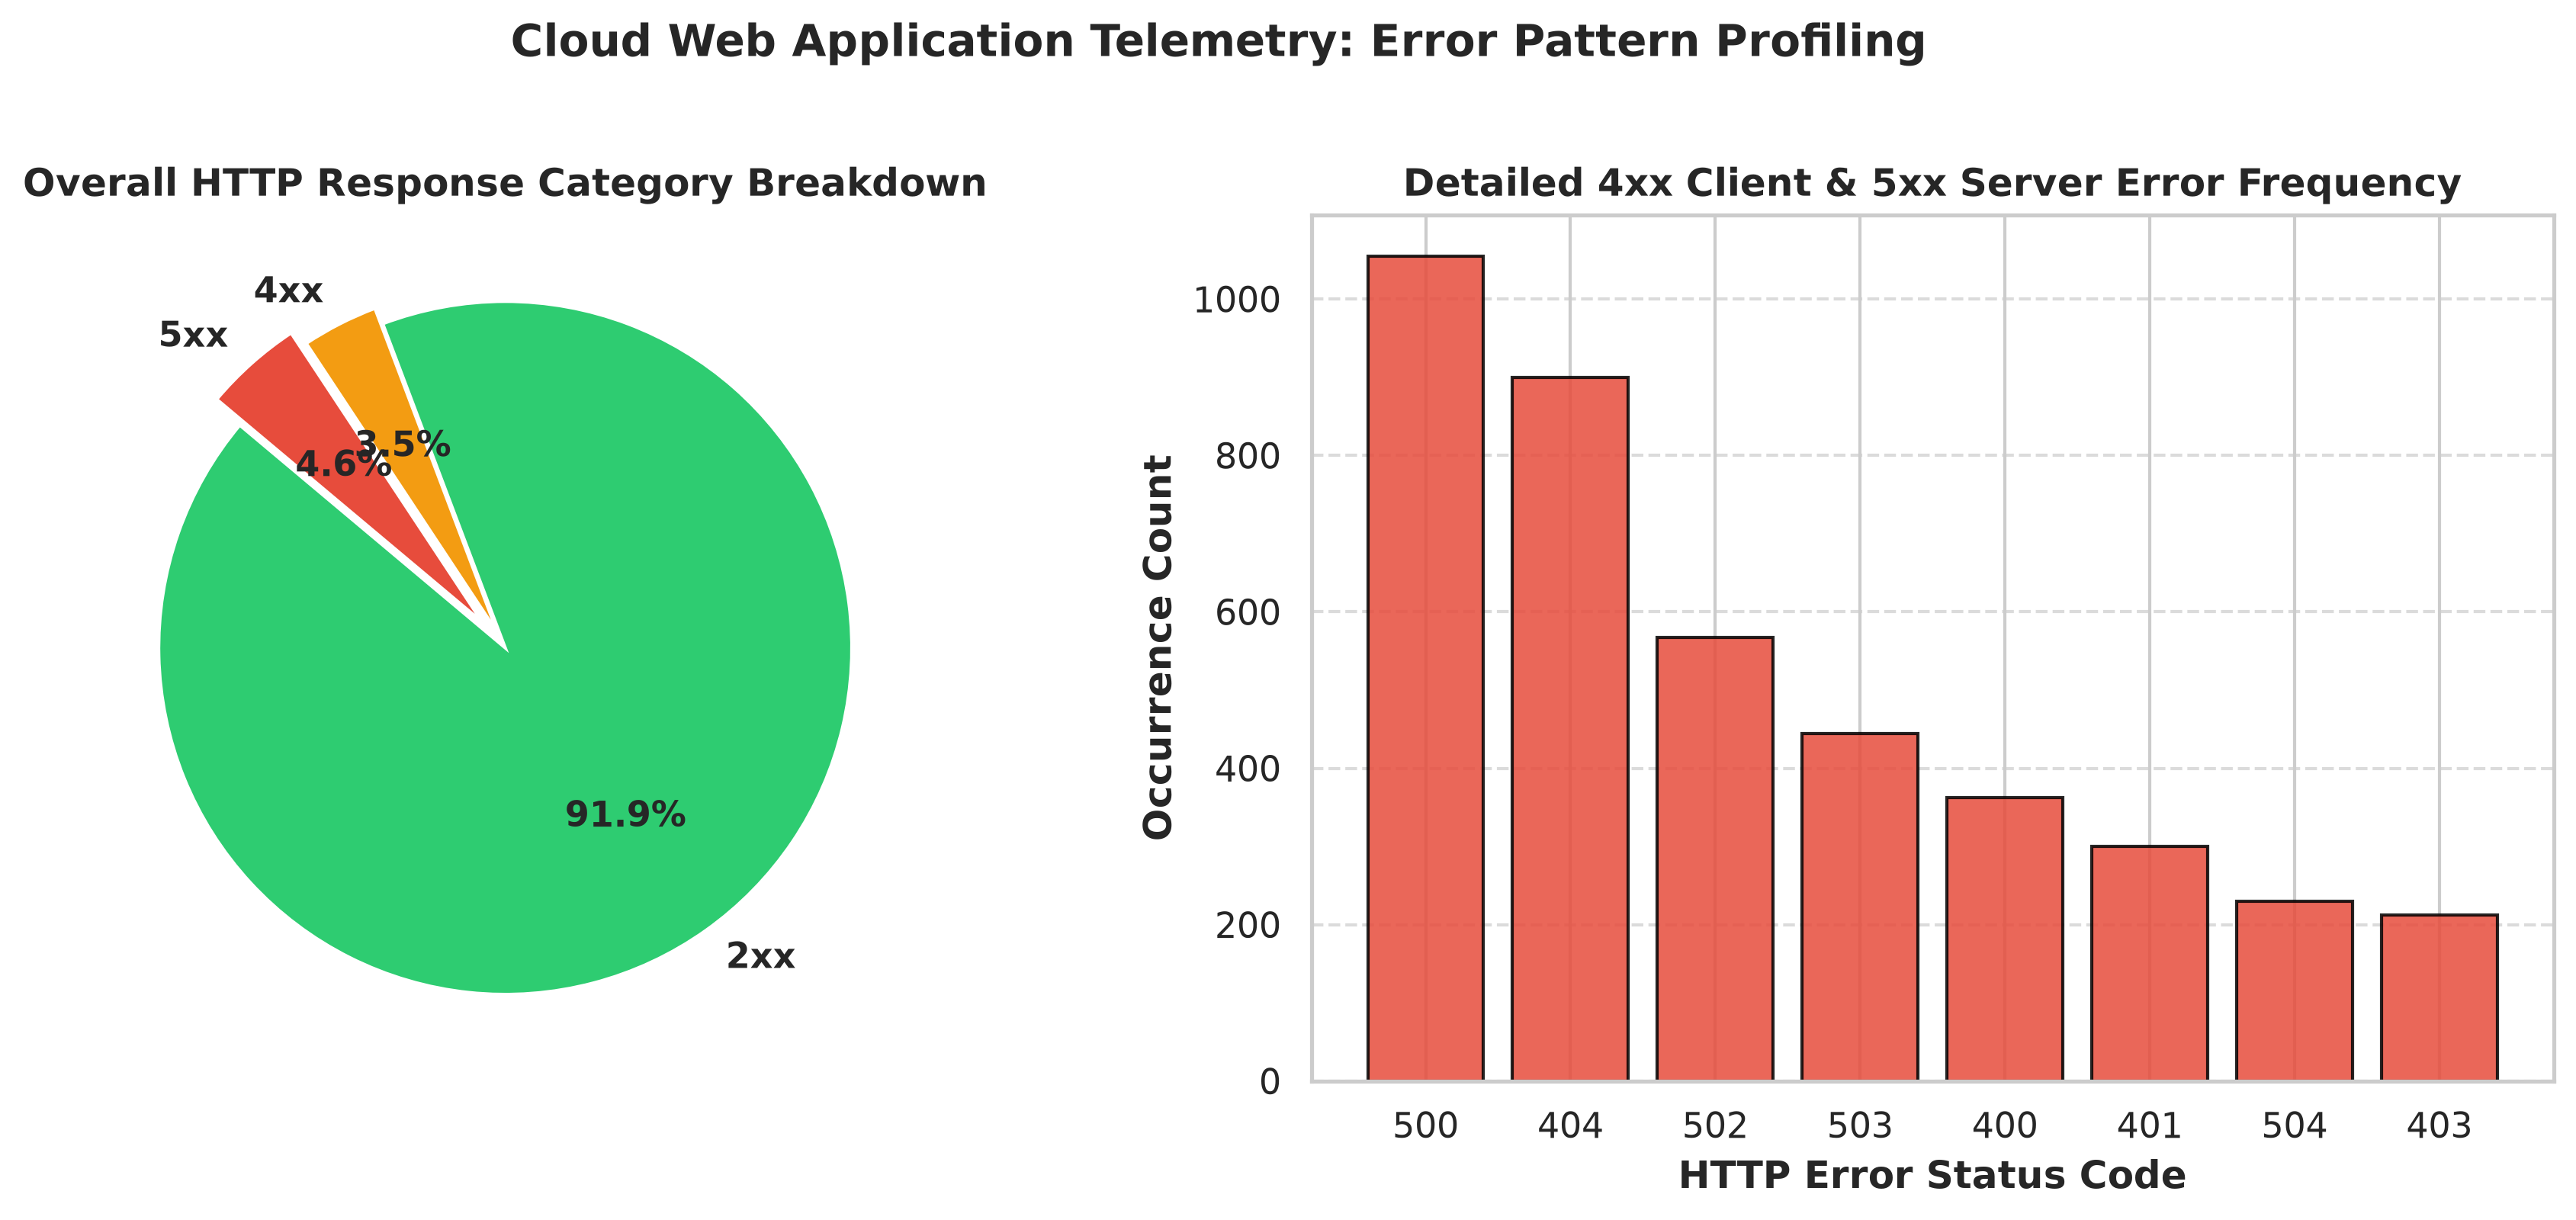 Cloud Web Application Telemetry: Error Pattern Profiling
Overall HTTP Response Category Breakdown
4xx
5xx
3.5%
4.6%
91.9%
2xx
Detailed 4xx Client & 5xx Server Error Frequency
Occurrence Count
1000
800
600
400
200
0
500 404 502 503 400 401 504 403
HTTP Error Status Code